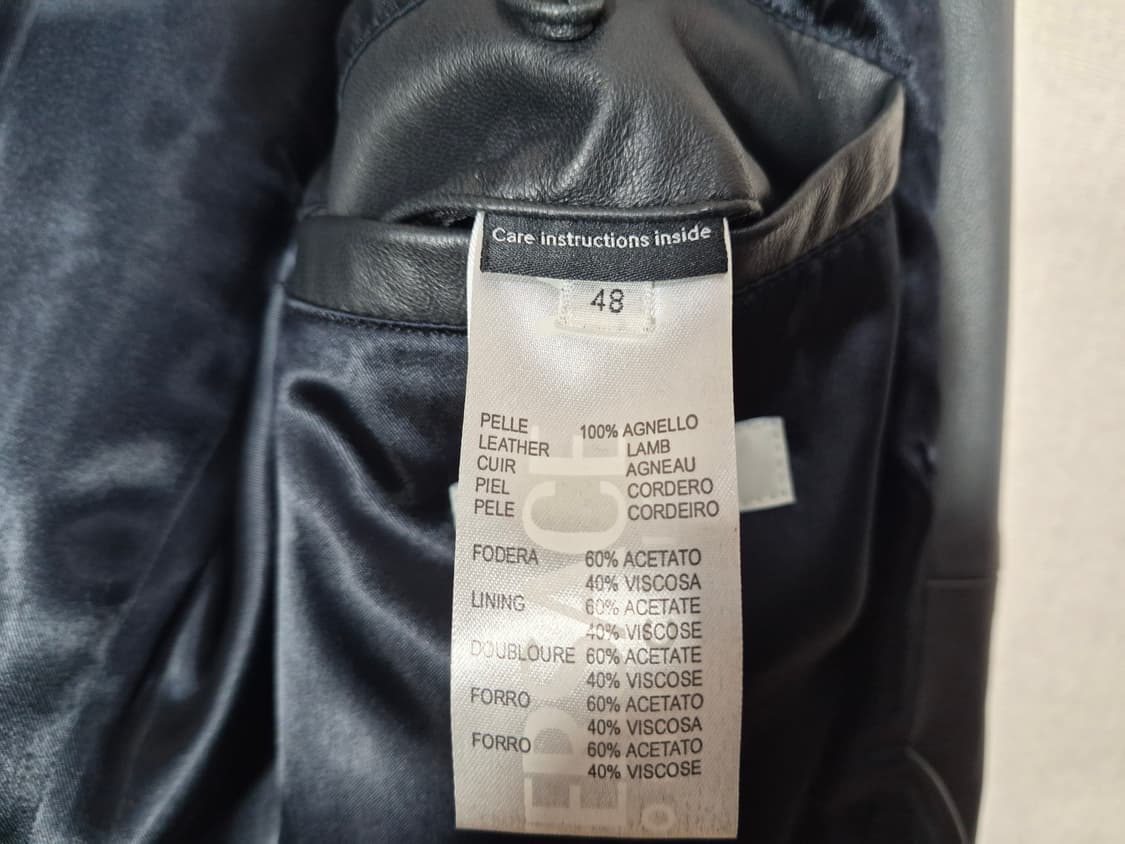 Care instructions inside
48
PELLE 100% AGNELLO
LEATHER LAMB
CUIR AGNEAU
PIEL CORDERO
PELE CORDEIRO
FODERA 60% ACETATO
40% VISCOSA
LINING 60% ACETATE
40% VISCOSE
DOUBLOURE 60% ACETATE
40% VISCOSE
FORRO 60% ACETATO
40% VISCOSA
FORRO 60% ACETATO
40% VISCOSE